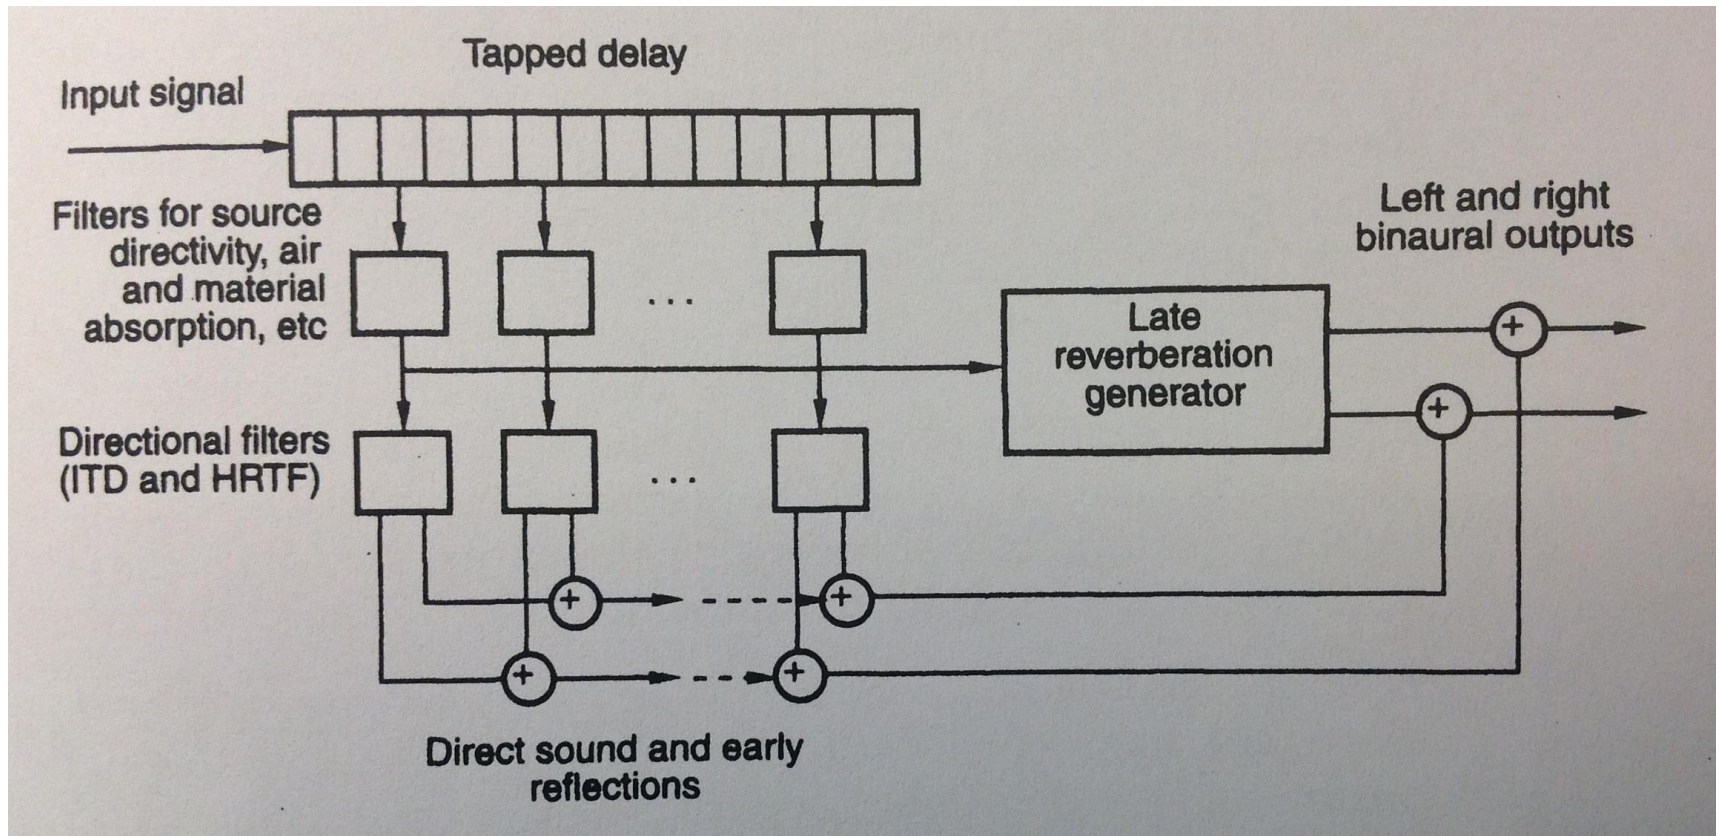 Tapped delay
Input signal
Filters for source
directivity, air
and material
absorption, etc
...
Left and right
binaural outputs
Late
reverberation
generator
+
+
Directional filters
(ITD and HRTF)
...
+
+
+
+
Direct sound and early
reflections